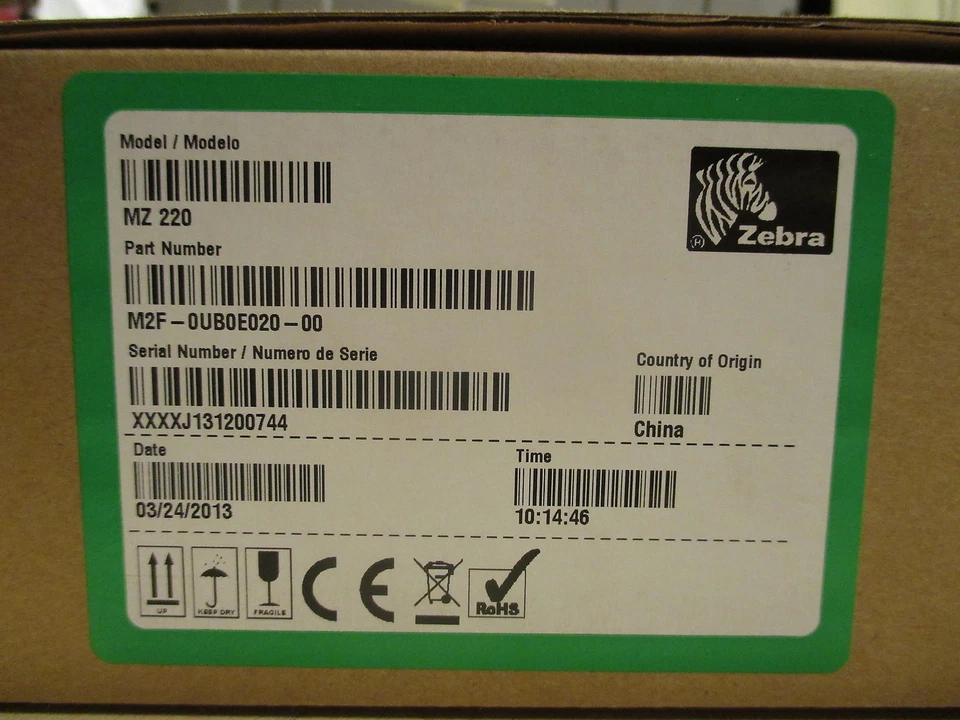 Model / Modelo
MZ 220
® Zebra
Part Number
M2F-0UB0E020-00
Serial Number / Numero de Serie
XXXXJ131200744
Country of Origin
China
Date
03/24/2013
Time
10:14:46
UP
KEEP DRY
FRAGILE
CE
RoHS